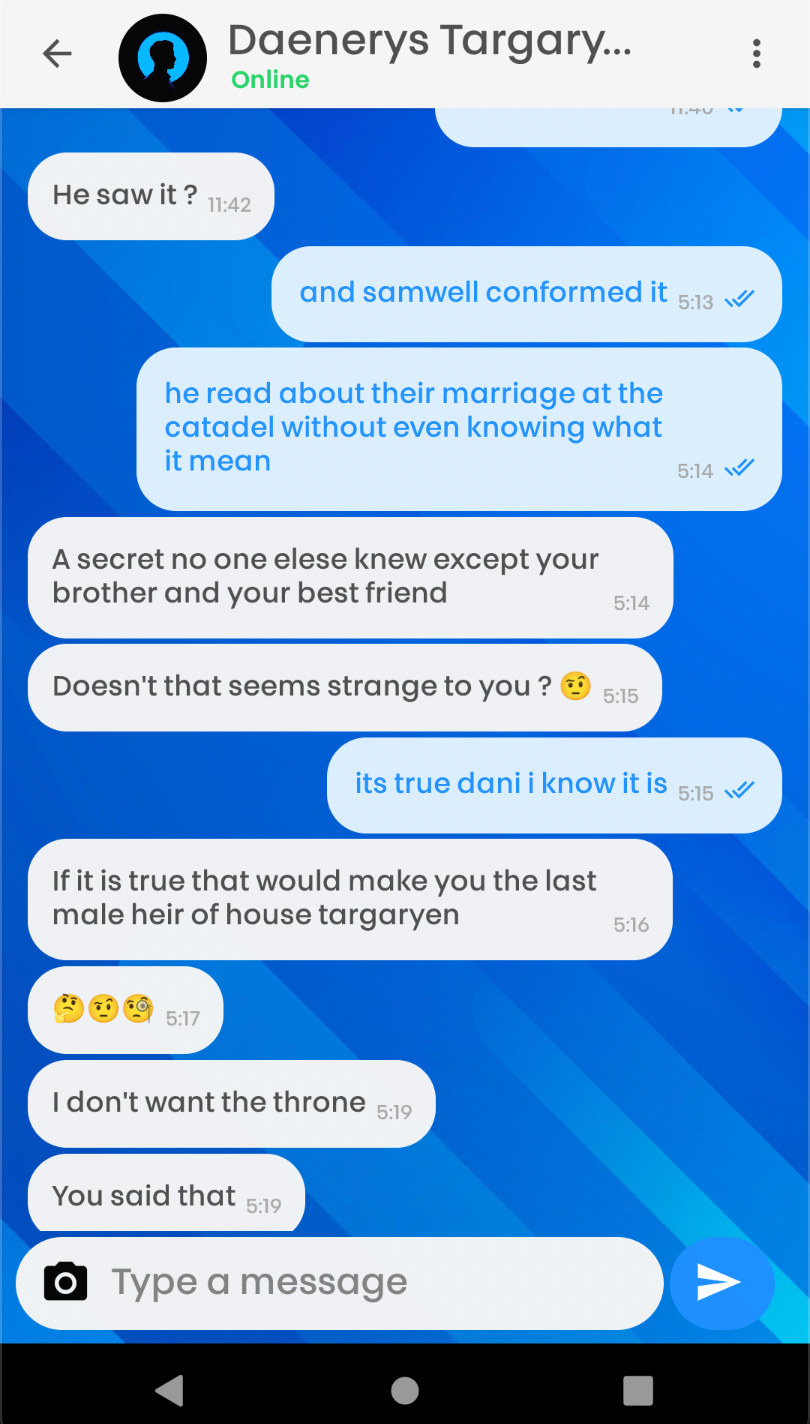 Daenerys Targary...
Online
11:40
He saw it ? 11:42
and samwell conformed it 5:13
he read about their marriage at the
catadel without even knowing what
it mean 5:14
A secret no one elese knew except your
brother and your best friend 5:14
Doesn't that seems strange to you ? 🤨 5:15
its true dani i know it is 5:15
If it is true that would make you the last
male heir of house targaryen 5:16
🤔🤨🧐 5:17
I don't want the throne 5:19
You said that 5:19
Type a message